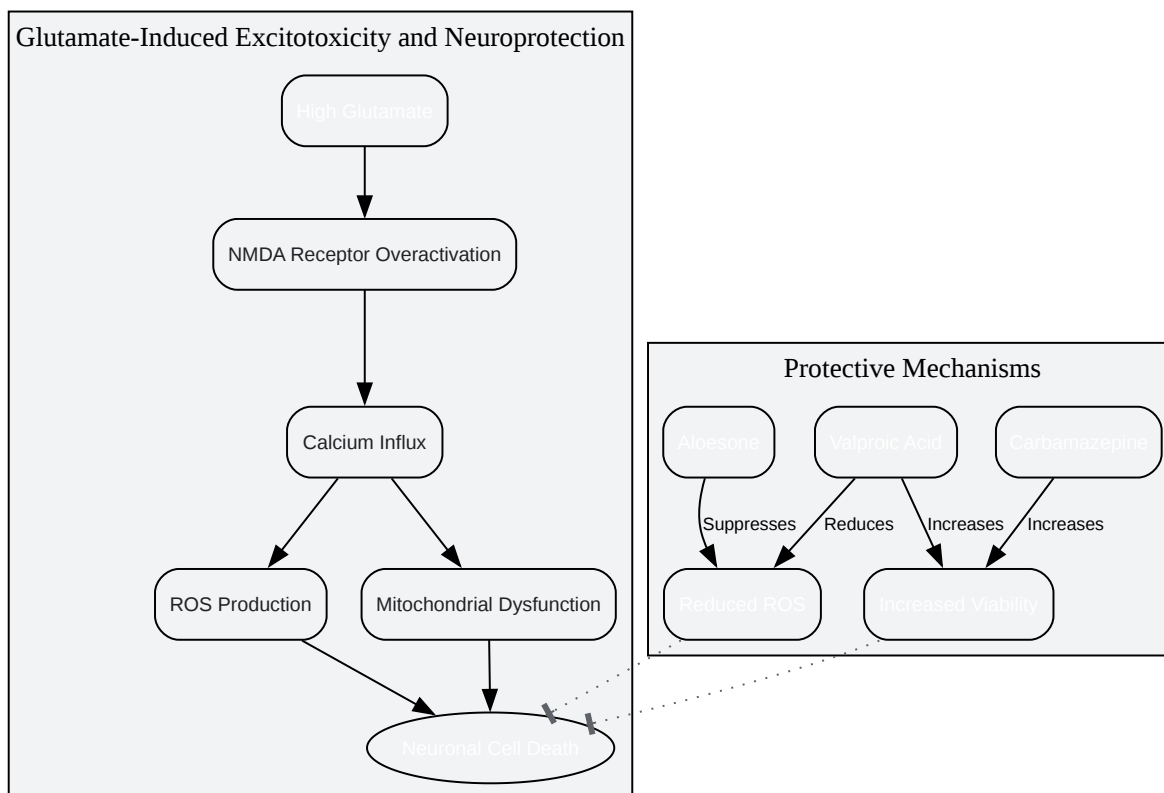 Glutamate-Induced Excitotoxicity and Neuroprotection
High Glutamate
NMDA Receptor Overactivation
Calcium Influx
ROS Production
Mitochondrial Dysfunction
Neuronal Cell Death
Protective Mechanisms
Aloesone
Valproic Acid
Carbamazepine
Suppresses
Reduces
Increases
Increases
Reduced ROS
Increased Viability